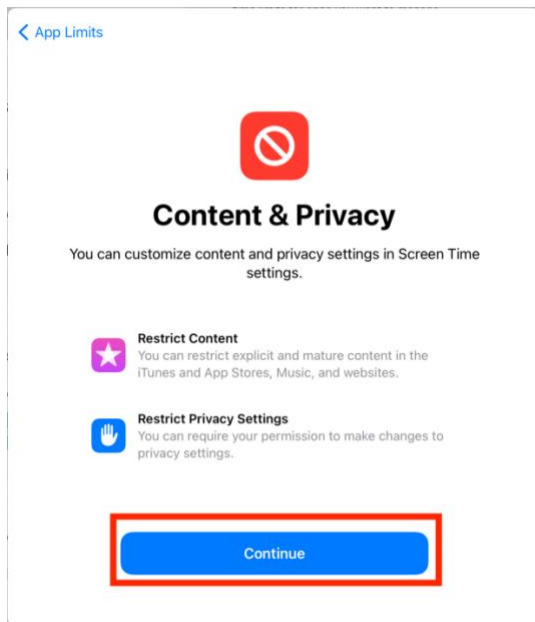 App Limits
Content & Privacy
You can customize content and privacy settings in Screen Time
settings.
Restrict Content
You can restrict explicit and mature content in the
iTunes and App Stores, Music, and websites.
Restrict Privacy Settings
You can require your permission to make changes to
privacy settings.
Continue